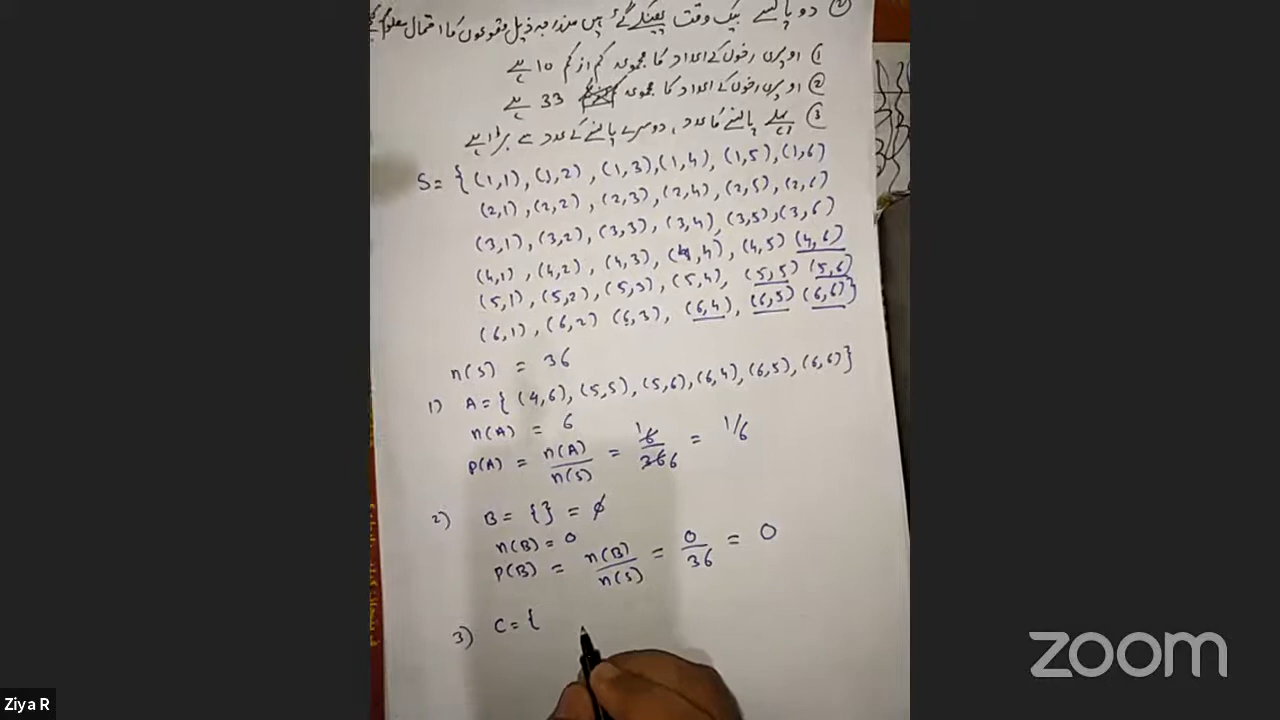 ② دو پانسے بیک وقت پھینکے گئے ہیں مندرجہ ذیل وقوعوں کا احتمال معلوم کیجئے
① اوپری رخوں کے اعداد کا مجموعہ کم از کم 10 ہے
② اوپری رخوں کے اعداد کا مجموعہ 33 ہے
③ پہلے پانسے کا عدد، دوسرے پانسے کے عدد سے بڑا ہے
S = { (1,1), (1,2), (1,3), (1,4), (1,5), (1,6)
(2,1), (2,2), (2,3), (2,4), (2,5), (2,6)
(3,1), (3,2), (3,3), (3,4), (3,5), (3,6)
(4,1), (4,2), (4,3), (4,4), (4,5) (4,6)
(5,1), (5,2), (5,3), (5,4), (5,5) (5,6)
(6,1), (6,2) (6,3), (6,4), (6,5) (6,6)}
n(S) = 36
1) A = { (4,6), (5,5), (5,6), (6,4), (6,5), (6,6)}
n(A) = 6
P(A) = n(A)/n(S) = 6/36 = 1/6
2) B = { } = ϕ
n(B) = 0
P(B) = n(B)/n(S) = 0/36 = 0
3) C = {
zoom
Ziya R